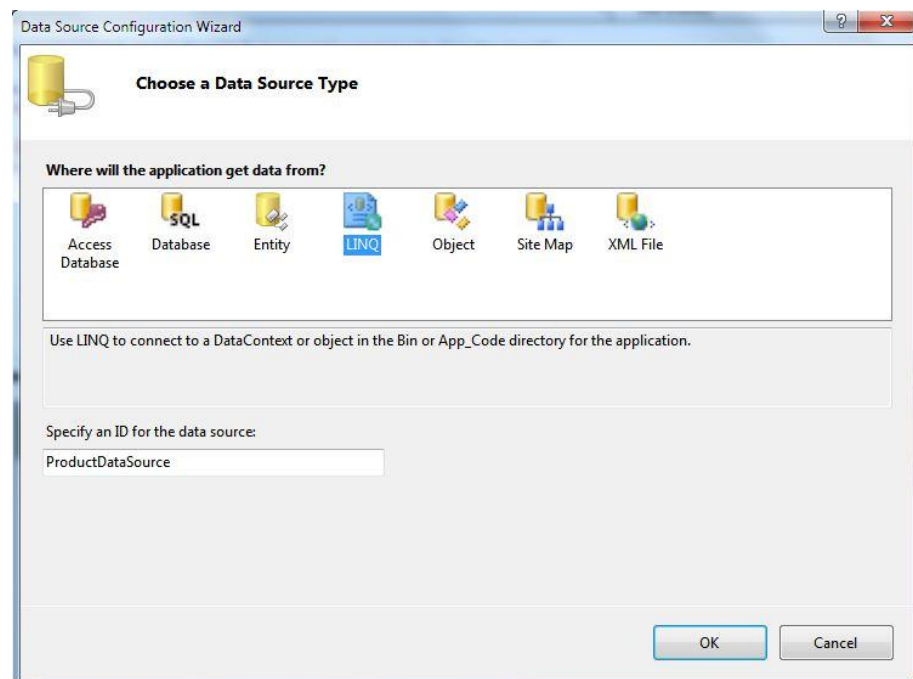 Data Source Configuration Wizard
Choose a Data Source Type
Where will the application get data from?
Access Database
SQL
Database
Entity
LINQ
Object
Site Map
XML File
Use LINQ to connect to a DataContext or object in the Bin or App_Code directory for the application.
Specify an ID for the data source:
ProductDataSource
OK
Cancel